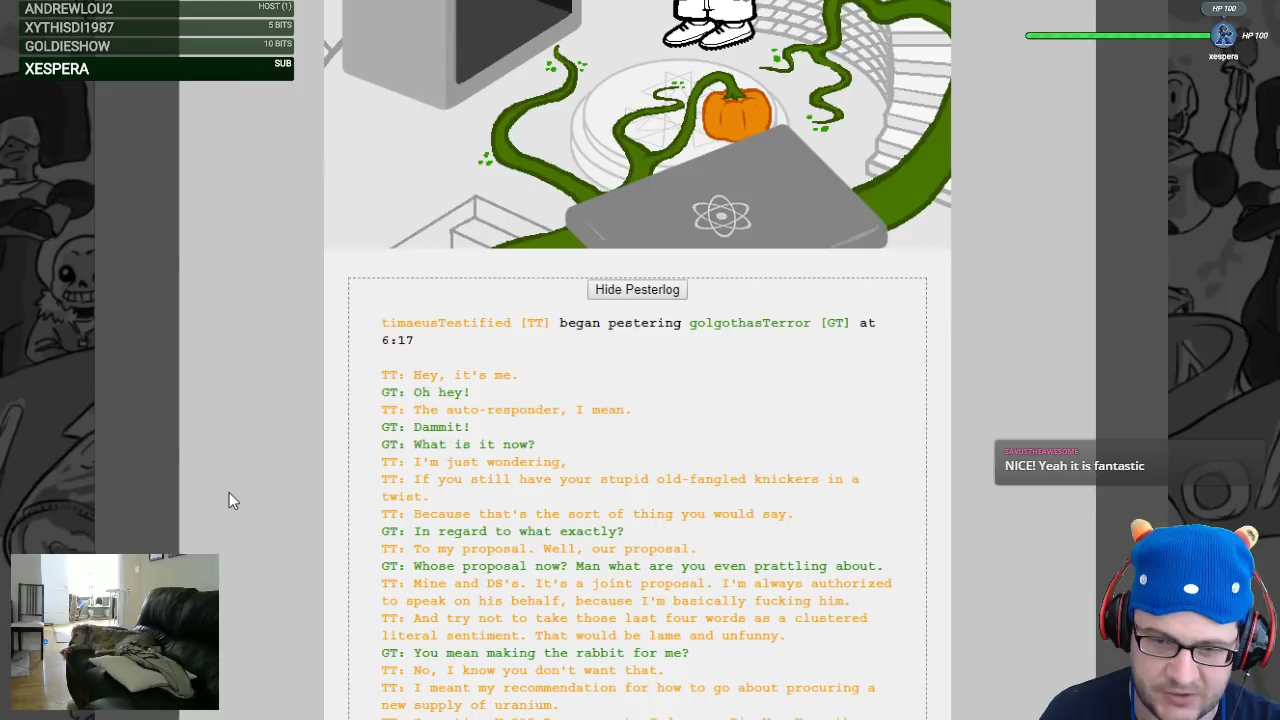 ANDREWLOU2 HOST (1)
XYTHISDI1987 5 BITS
GOLDIESHOW 10 BITS
XESPERA SUB
HP 100
HP 100
xespera
Hide Pesterlog
timaeusTestified [TT] began pestering golgothasTerror [GT] at
6:17
TT: Hey, it's me.
GT: Oh hey!
TT: The auto-responder, I mean.
GT: Dammit!
GT: What is it now?
TT: I'm just wondering,
TT: If you still have your stupid old-fangled knickers in a
twist.
TT: Because that's the sort of thing you would say.
GT: In regard to what exactly?
TT: To my proposal. Well, our proposal.
GT: Whose proposal now? Man what are you even prattling about.
TT: Mine and DS's. It's a joint proposal. I'm always authorized
to speak on his behalf, because I'm basically fucking him.
TT: And try not to take those last four words as a clustered
literal sentiment. That would be lame and unfunny.
GT: You mean making the rabbit for me?
TT: No, I know you don't want that.
TT: I meant my recommendation for how to go about procuring a
new supply of uranium.
SAVUSTHEAWESOME
NICE! Yeah it is fantastic